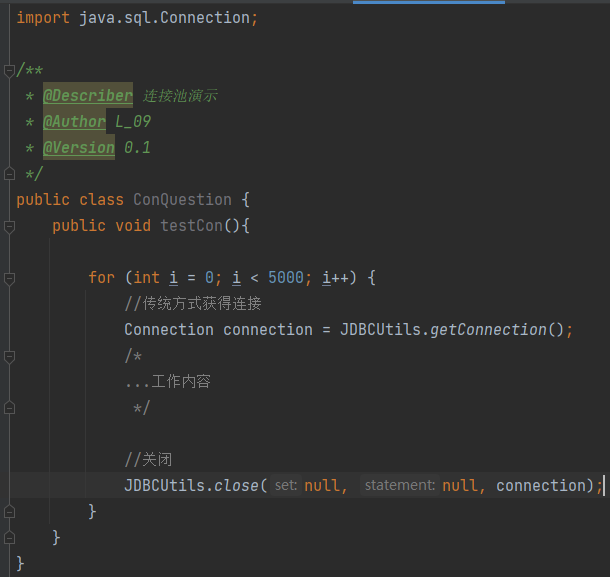 import java.sql.Connection;
/**
* @Describer 连接池演示
* @Author L_09
* @Version 0.1
*/
public class ConQuestion {
public void testCon(){
for (int i = 0; i < 5000; i++) {
//传统方式获得连接
Connection connection = JDBCUtils.getConnection();
/*
...工作内容
*/
//关闭
JDBCUtils.close( set: null, statement: null, connection);
}
}
}